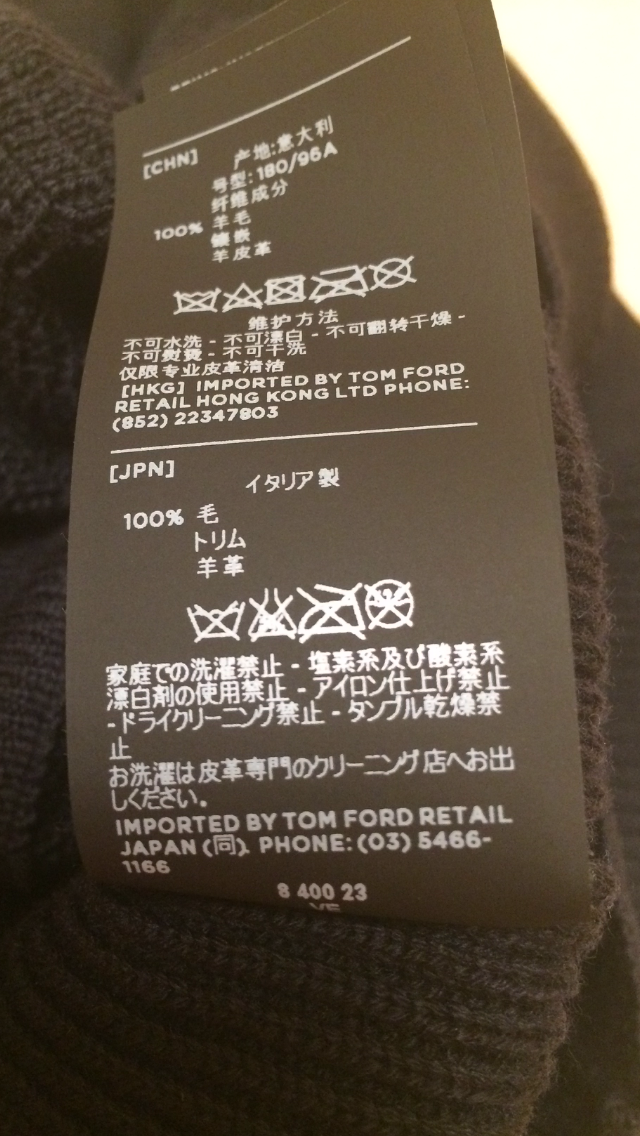 [CHN]
产地:意大利
号型: 180/96A
纤维成分
100% 羊毛
镶嵌
羊皮革
维护方法
不可水洗 - 不可漂白 - 不可翻转干燥 -
不可熨烫 - 不可干洗
仅限专业皮革清洁
[HKG] IMPORTED BY TOM FORD
RETAIL HONG KONG LTD PHONE:
(852) 22347803
[JPN]
イタリア製
100% 毛
トリム
羊革
家庭での洗濯禁止 - 塩素系及び酸素系
漂白剤の使用禁止 - アイロン仕上げ禁止
- ドライクリーニング禁止 - タンブル乾燥禁
止
お洗濯は皮革専門のクリーニング店へお出
しください。
IMPORTED BY TOM FORD RETAIL
JAPAN (同). PHONE: (03) 5466-
1166
8 400 23